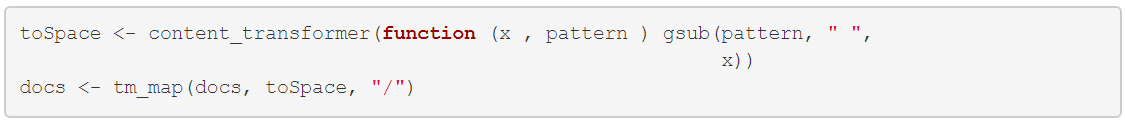 toSpace <- content_transformer(function (x , pattern ) gsub(pattern, " ",
x))
docs <- tm_map(docs, toSpace, "/")